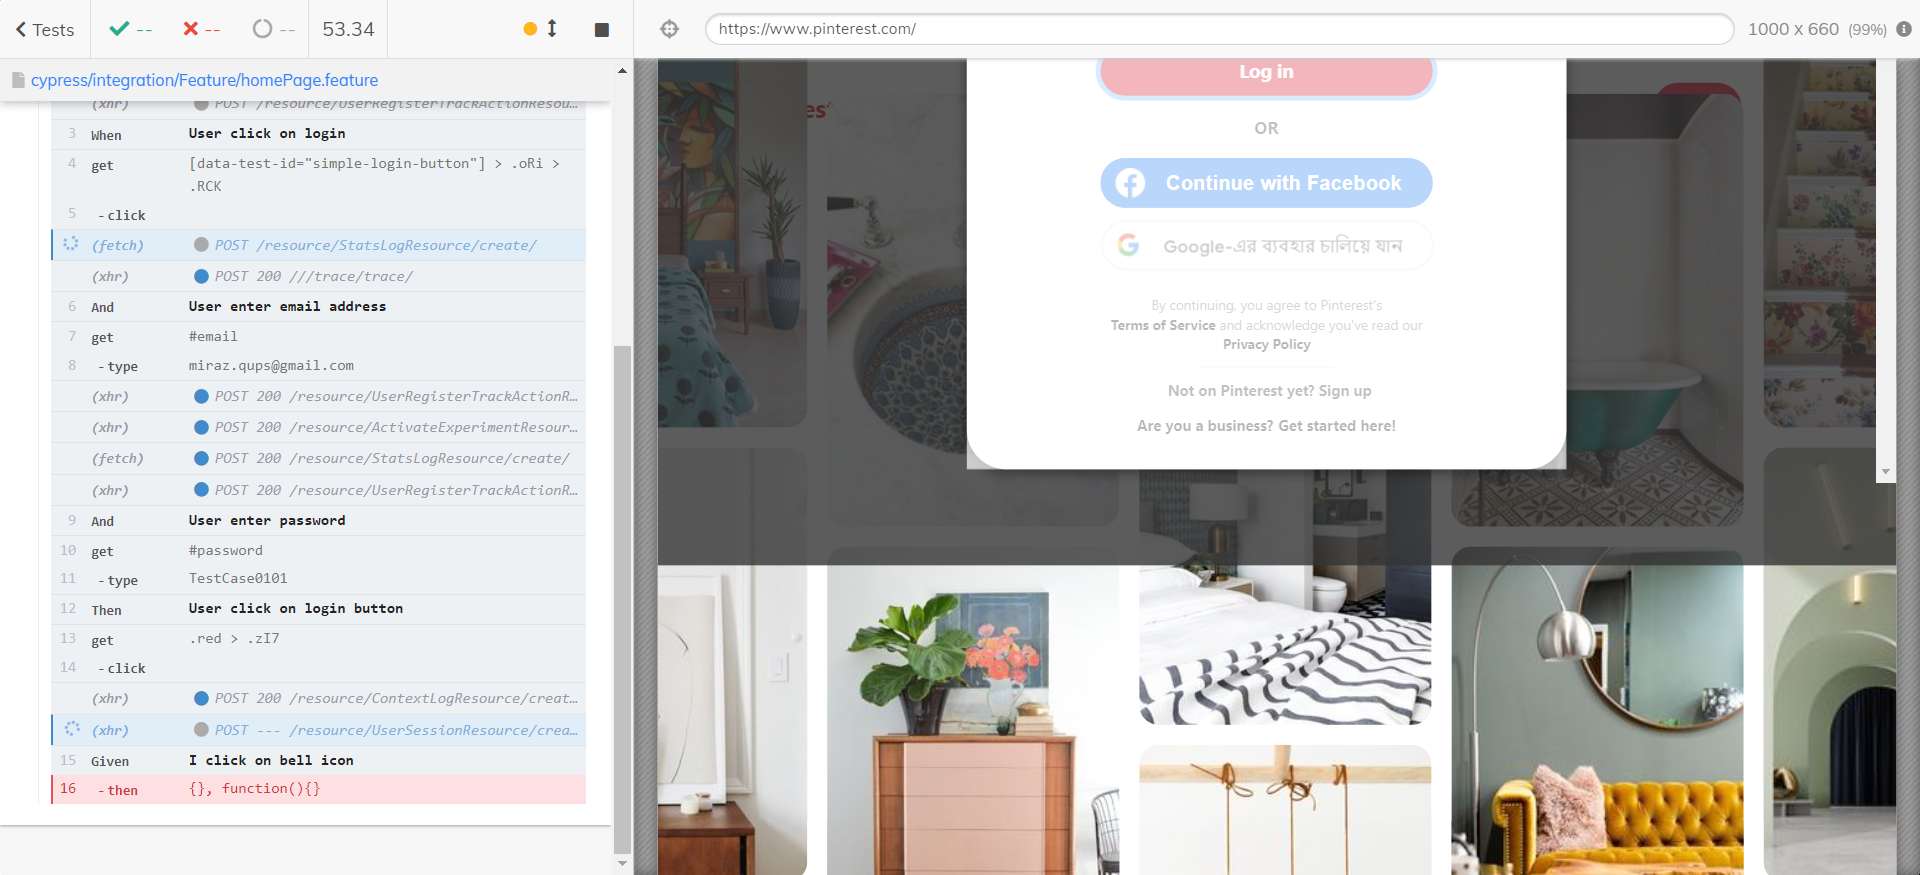 Tests
--
--
--
53.34
https://www.pinterest.com/
1000 x 660 (99%)
cypress/integration/Feature/homePage.feature
(xhr) POST /resource/UserRegisterTrackActionResou...
3 When User click on login
4 get [data-test-id="simple-login-button"] > .oRi >
.RCK
5 -click
(fetch) POST /resource/StatsLogResource/create/
(xhr) POST 200 ///trace/trace/
6 And User enter email address
7 get #email
8 -type miraz.qups@gmail.com
(xhr) POST 200 /resource/UserRegisterTrackActionR...
(xhr) POST 200 /resource/ActivateExperimentResour...
(fetch) POST 200 /resource/StatsLogResource/create/
(xhr) POST 200 /resource/UserRegisterTrackActionR...
9 And User enter password
10 get #password
11 -type TestCase0101
12 Then User click on login button
13 get .red > .zI7
14 -click
(xhr) POST 200 /resource/ContextLogResource/creat...
(xhr) POST --- /resource/UserSessionResource/crea...
15 Given I click on bell icon
16 -then {}, function(){}
Log in
OR
Continue with Facebook
Google-এর ব্যবহার চালিয়ে যান
By continuing, you agree to Pinterest's
Terms of Service and acknowledge you've read our
Privacy Policy
Not on Pinterest yet? Sign up
Are you a business? Get started here!